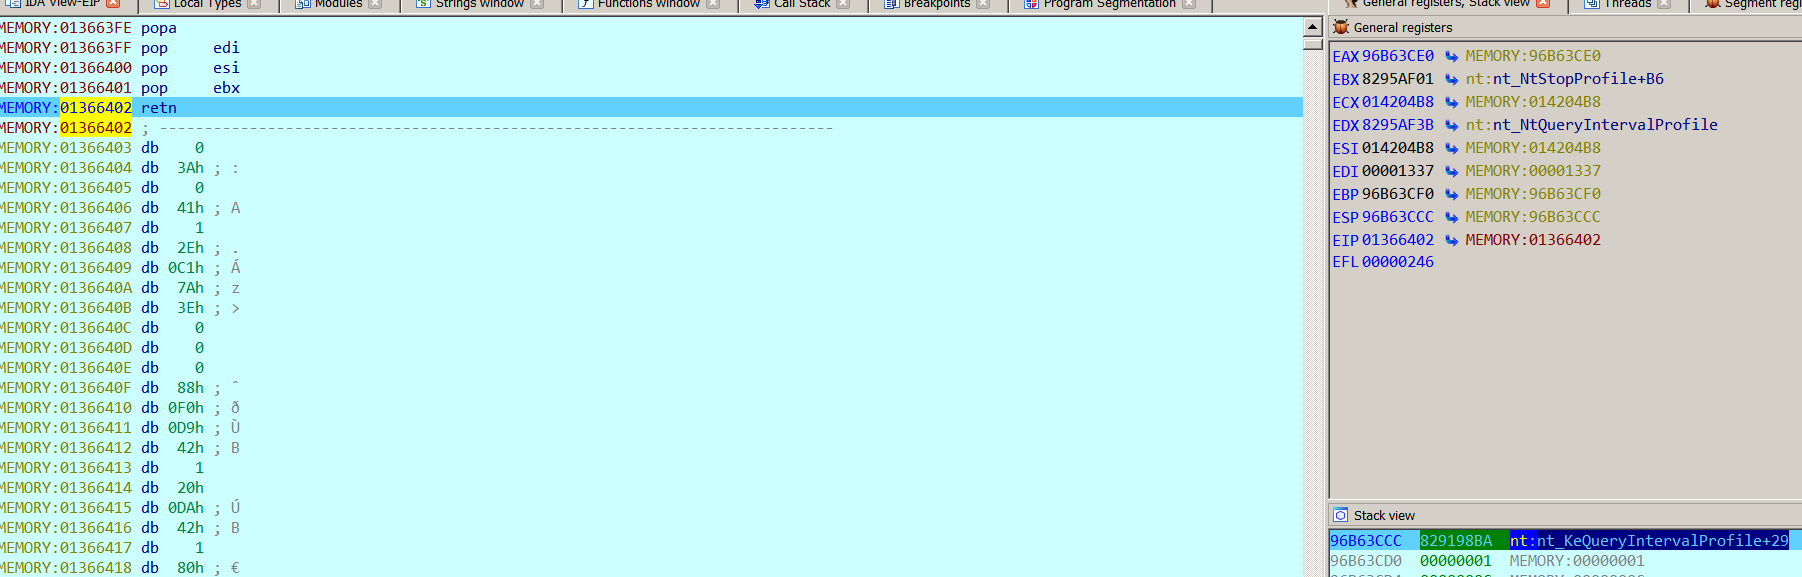 IDA View-EIP Local Types Modules Strings window Functions window Call Stack Breakpoints Program Segmentation
MEMORY:013663FE popa
MEMORY:013663FF pop edi
MEMORY:01366400 pop esi
MEMORY:01366401 pop ebx
MEMORY:01366402 retn
MEMORY:01366402 ; ---------------------------------------------------------------------------
MEMORY:01366403 db 0
MEMORY:01366404 db 3Ah ; :
MEMORY:01366405 db 0
MEMORY:01366406 db 41h ; A
MEMORY:01366407 db 1
MEMORY:01366408 db 2Eh ; .
MEMORY:01366409 db 0C1h ; Á
MEMORY:0136640A db 7Ah ; z
MEMORY:0136640B db 3Eh ; >
MEMORY:0136640C db 0
MEMORY:0136640D db 0
MEMORY:0136640E db 0
MEMORY:0136640F db 88h ; ˆ
MEMORY:01366410 db 0F0h ; ð
MEMORY:01366411 db 0D9h ; Ù
MEMORY:01366412 db 42h ; B
MEMORY:01366413 db 1
MEMORY:01366414 db 20h
MEMORY:01366415 db 0DAh ; Ú
MEMORY:01366416 db 42h ; B
MEMORY:01366417 db 1
MEMORY:01366418 db 80h ; €
General registers, Stack view Threads Segment regi
General registers
EAX 96B63CE0 MEMORY:96B63CE0
EBX 8295AF01 nt:nt_NtStopProfile+B6
ECX 014204B8 MEMORY:014204B8
EDX 8295AF3B nt:nt_NtQueryIntervalProfile
ESI 014204B8 MEMORY:014204B8
EDI 00001337 MEMORY:00001337
EBP 96B63CF0 MEMORY:96B63CF0
ESP 96B63CCC MEMORY:96B63CCC
EIP 01366402 MEMORY:01366402
EFL 00000246
Stack view
96B63CCC 829198BA nt:nt_KeQueryIntervalProfile+29
96B63CD0 00000001 MEMORY:00000001